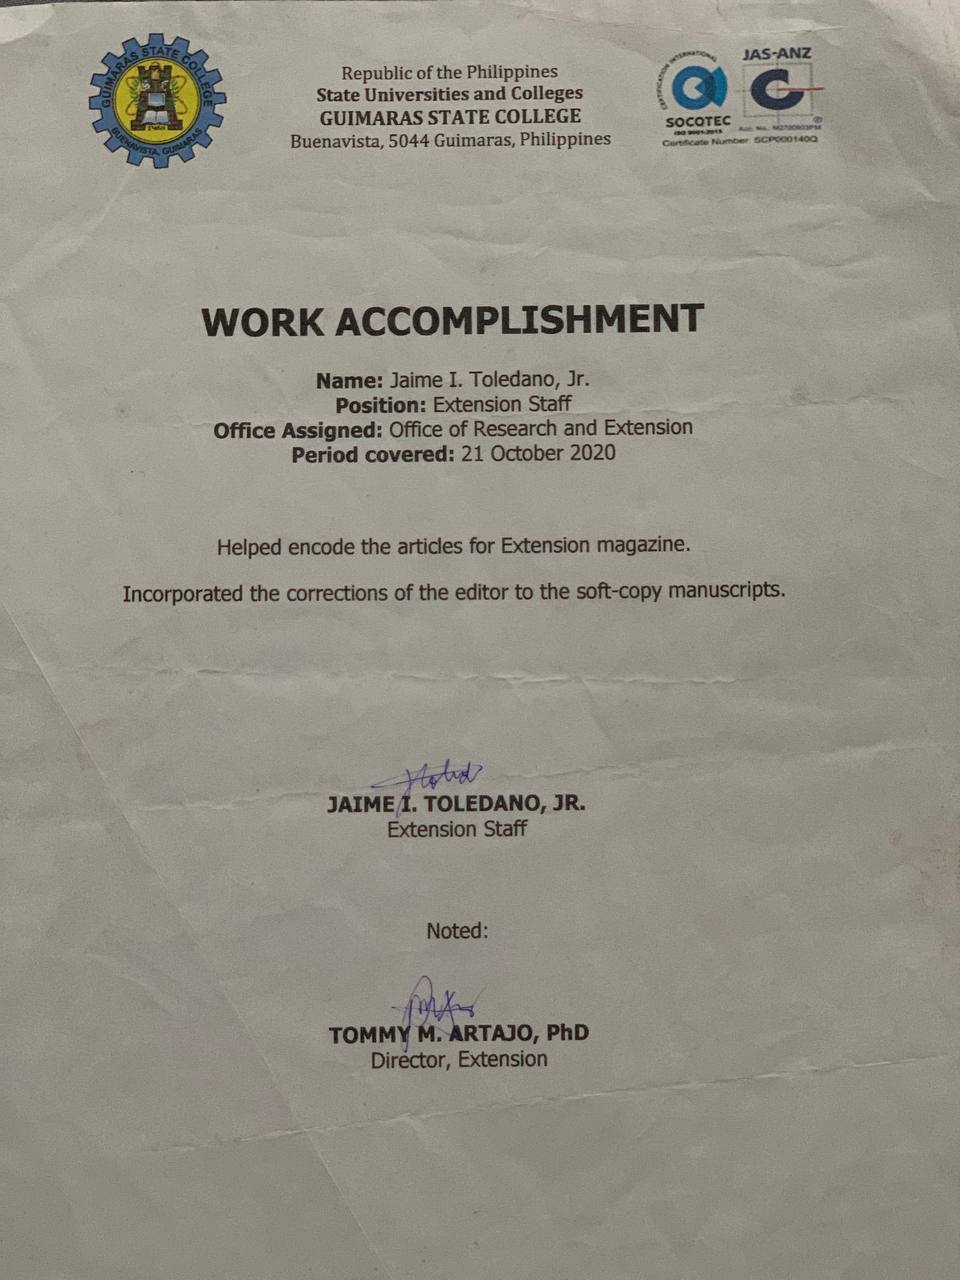 GUIMARAS STATE COLLEGE
BUENAVISTA, GUIMARAS
Republic of the Philippines
State Universities and Colleges
GUIMARAS STATE COLLEGE
Buenavista, 5044 Guimaras, Philippines
CERTIFICATION INTERNATIONAL
SOCOTEC
ISO 9001:2015
JAS-ANZ
Certificate Number: SCP000140Q
WORK ACCOMPLISHMENT
Name: Jaime I. Toledano, Jr.
Position: Extension Staff
Office Assigned: Office of Research and Extension
Period covered: 21 October 2020
Helped encode the articles for Extension magazine.
Incorporated the corrections of the editor to the soft-copy manuscripts.
JAIME I. TOLEDANO, JR.
Extension Staff
Noted:
TOMMY M. ARTAJO, PhD
Director, Extension